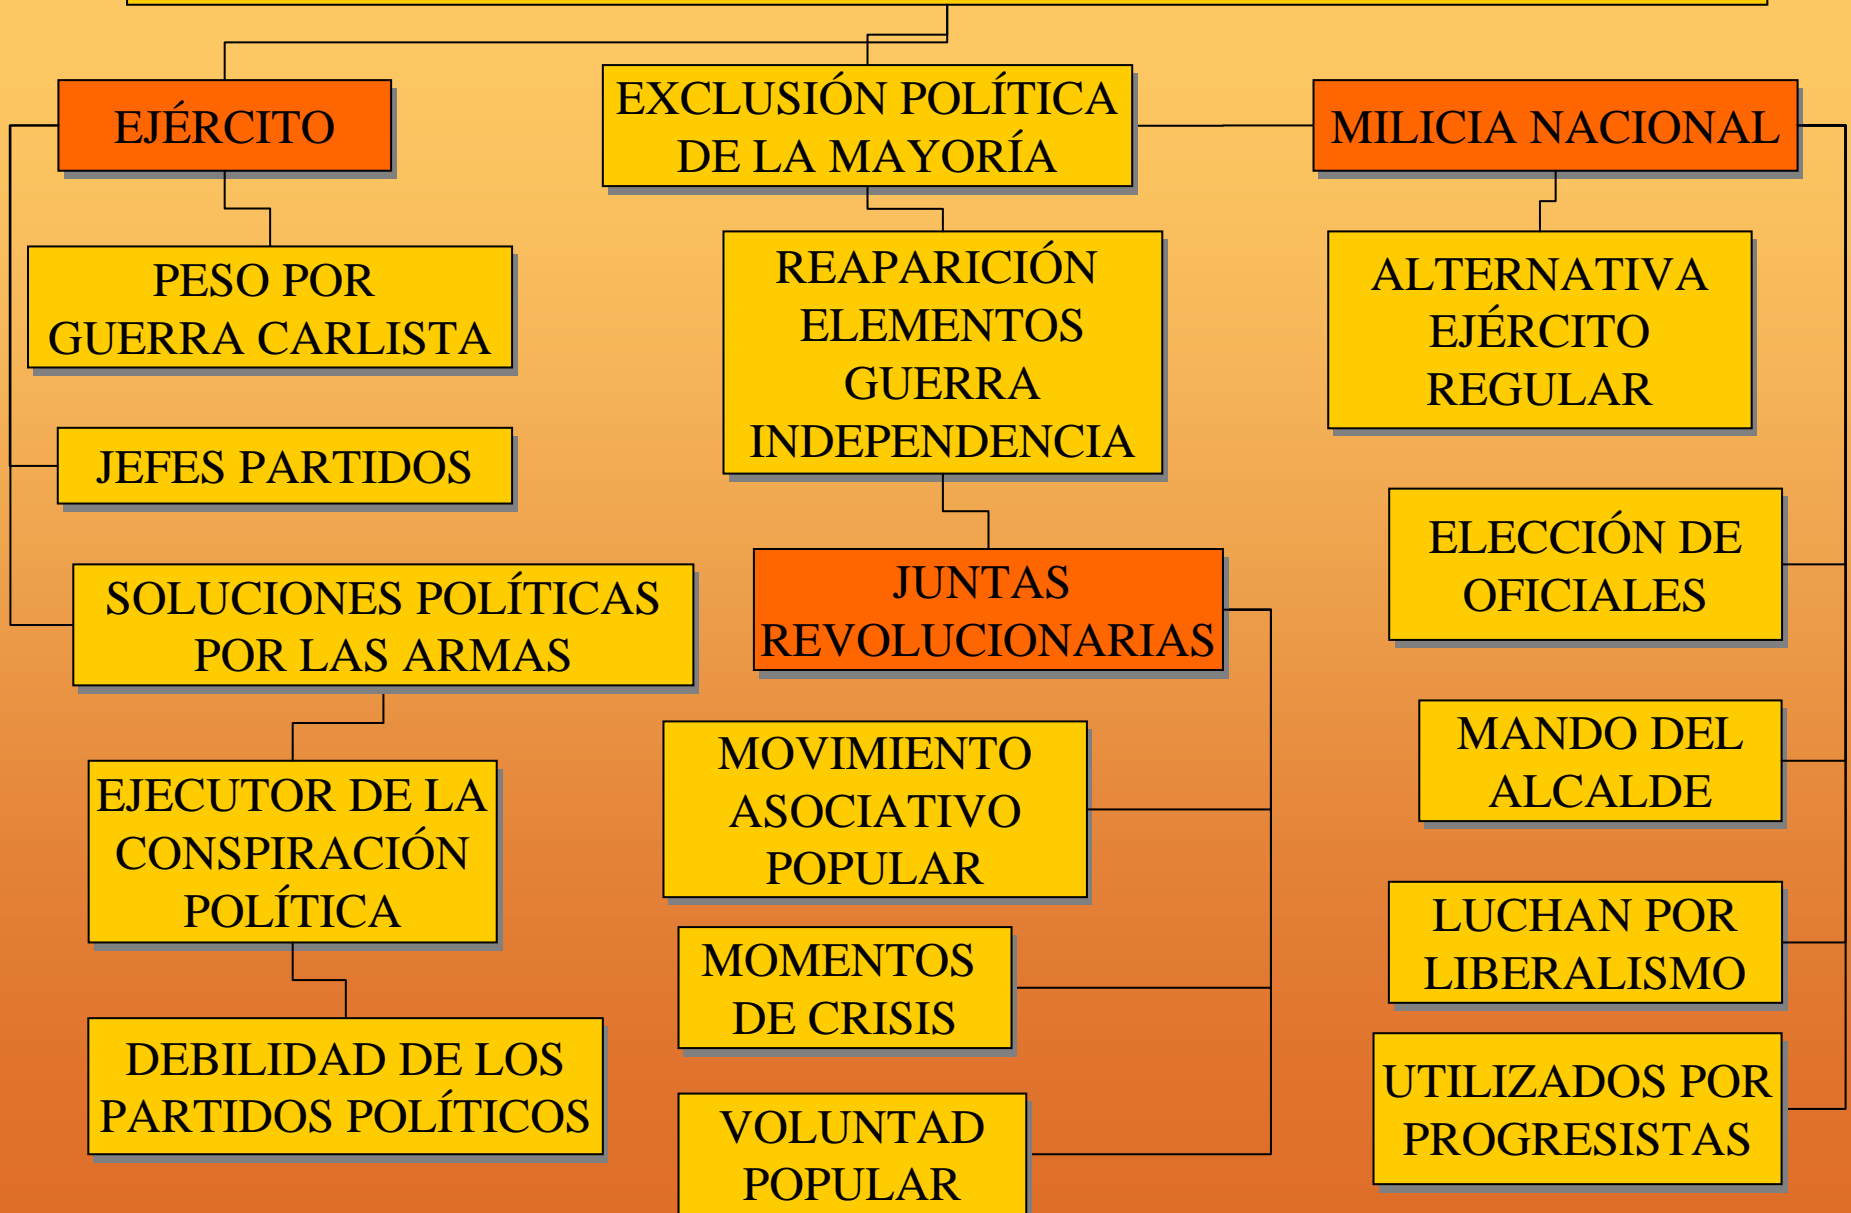 EJÉRCITO
PESO POR
GUERRA CARLISTA
JEFES PARTIDOS
SOLUCIONES POLÍTICAS
POR LAS ARMAS
EJECUTOR DE LA
CONSPIRACIÓN
POLÍTICA
DEBILIDAD DE LOS
PARTIDOS POLÍTICOS
EXCLUSIÓN POLÍTICA
DE LA MAYORÍA
REAPARICIÓN
ELEMENTOS
GUERRA
INDEPENDENCIA
JUNTAS
REVOLUCIONARIAS
MOVIMIENTO
ASOCIATIVO
POPULAR
MOMENTOS
DE CRISIS
VOLUNTAD
POPULAR
MILICIA NACIONAL
ALTERNATIVA
EJÉRCITO
REGULAR
ELECCIÓN DE
OFICIALES
MANDO DEL
ALCALDE
LUCHAN POR
LIBERALISMO
UTILIZADOS POR
PROGRESISTAS